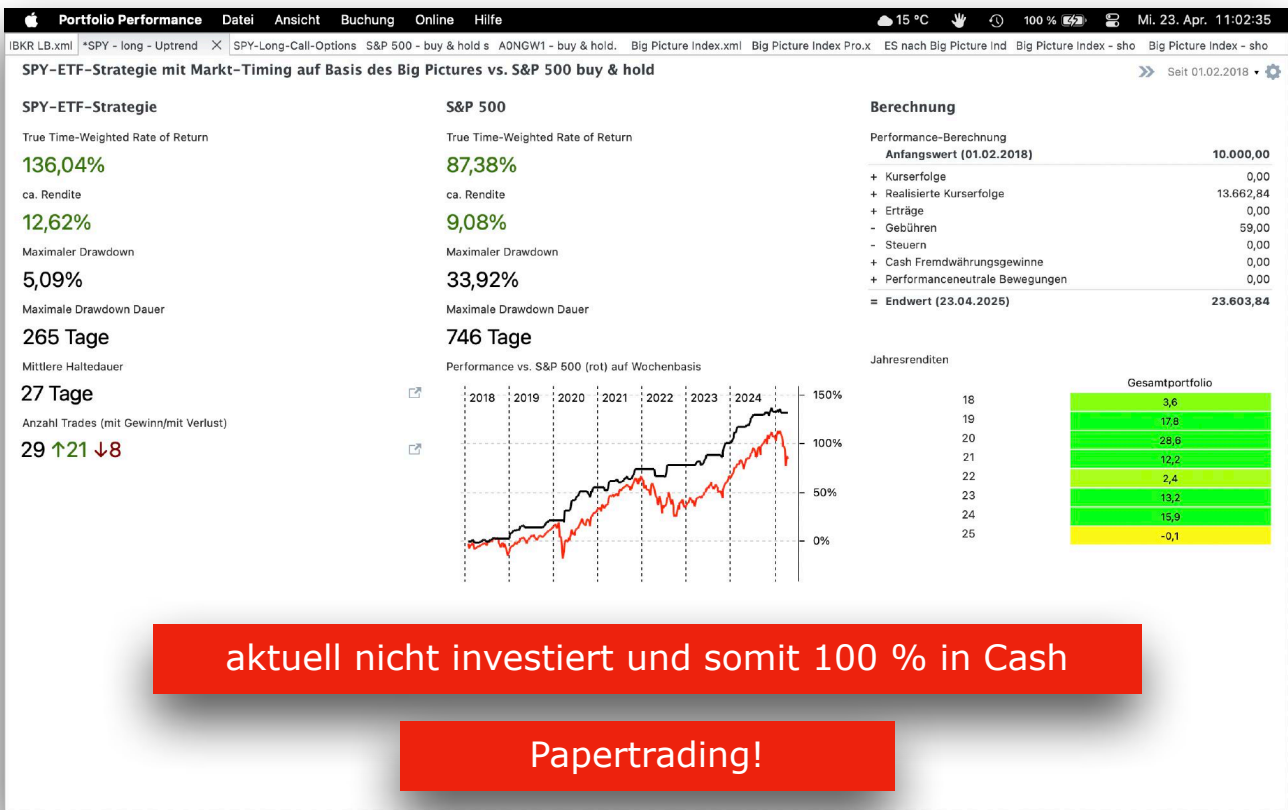 Portfolio Performance Datei Ansicht Buchung Online Hilfe 15 °C 100 % Mi. 23. Apr. 11:02:35
IBKR LB.xml *SPY - long - Uptrend SPY-Long-Call-Options S&P 500 - buy & hold s A0NGW1 - buy & hold. Big Picture Index.xml Big Picture Index Pro.x ES nach Big Picture Ind Big Picture Index - sho Big Picture Index - sho
SPY-ETF-Strategie mit Markt-Timing auf Basis des Big Pictures vs. S&P 500 buy & hold
Seit 01.02.2018
SPY-ETF-Strategie
True Time-Weighted Rate of Return
136,04%
ca. Rendite
12,62%
Maximaler Drawdown
5,09%
Maximale Drawdown Dauer
265 Tage
Mittlere Haltedauer
27 Tage
Anzahl Trades (mit Gewinn/mit Verlust)
29 ↑21 ↓8
S&P 500
True Time-Weighted Rate of Return
87,38%
ca. Rendite
9,08%
Maximaler Drawdown
33,92%
Maximale Drawdown Dauer
746 Tage
Performance vs. S&P 500 (rot) auf Wochenbasis
2018 2019 2020 2021 2022 2023 2024
150%
100%
50%
0%
Berechnung
Performance-Berechnung
Anfangswert (01.02.2018) 10.000,00
+ Kurserfolge 0,00
+ Realisierte Kurserfolge 13.662,84
+ Erträge 0,00
- Gebühren 59,00
- Steuern 0,00
+ Cash Fremdwährungsgewinne 0,00
+ Performanceneutrale Bewegungen 0,00
= Endwert (23.04.2025) 23.603,84
Jahresrenditen
Gesamtportfolio
18 3,6
19 17,8
20 28,6
21 12,2
22 2,4
23 13,2
24 15,9
25 -0,1
aktuell nicht investiert und somit 100 % in Cash
Papertrading!